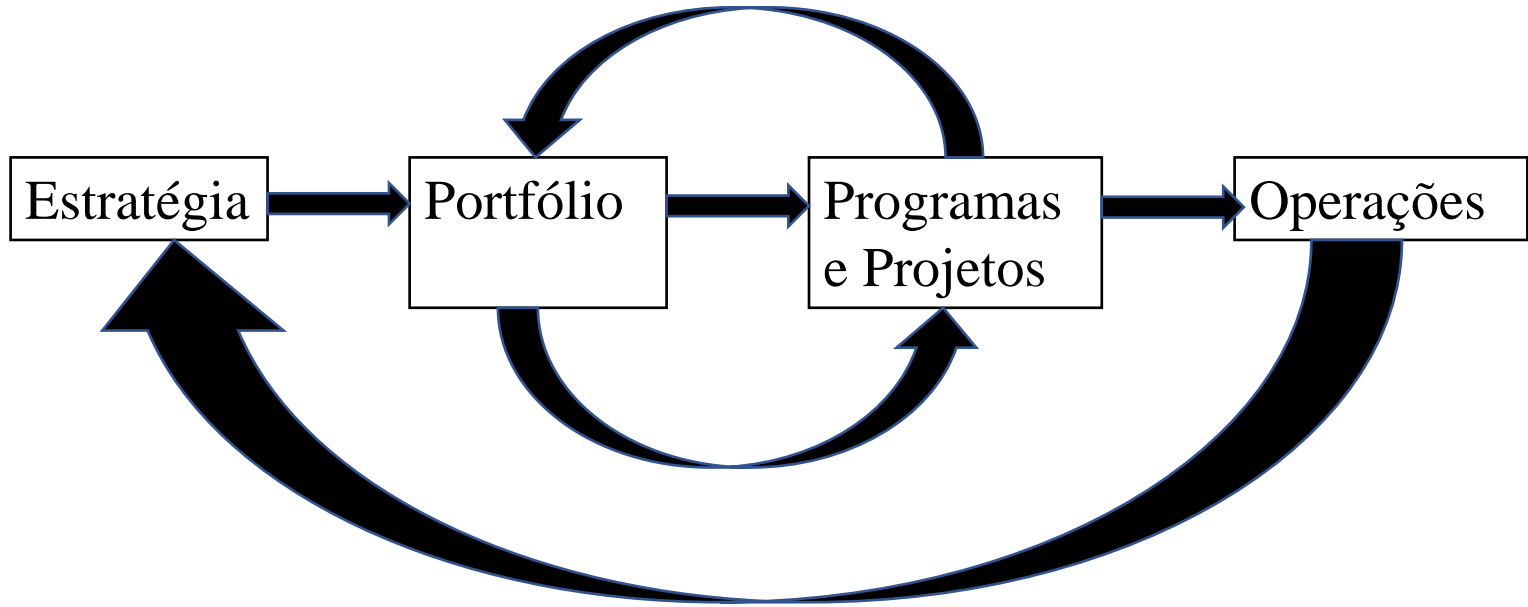 Estratégia
Portfólio
Programas
e Projetos
Operações